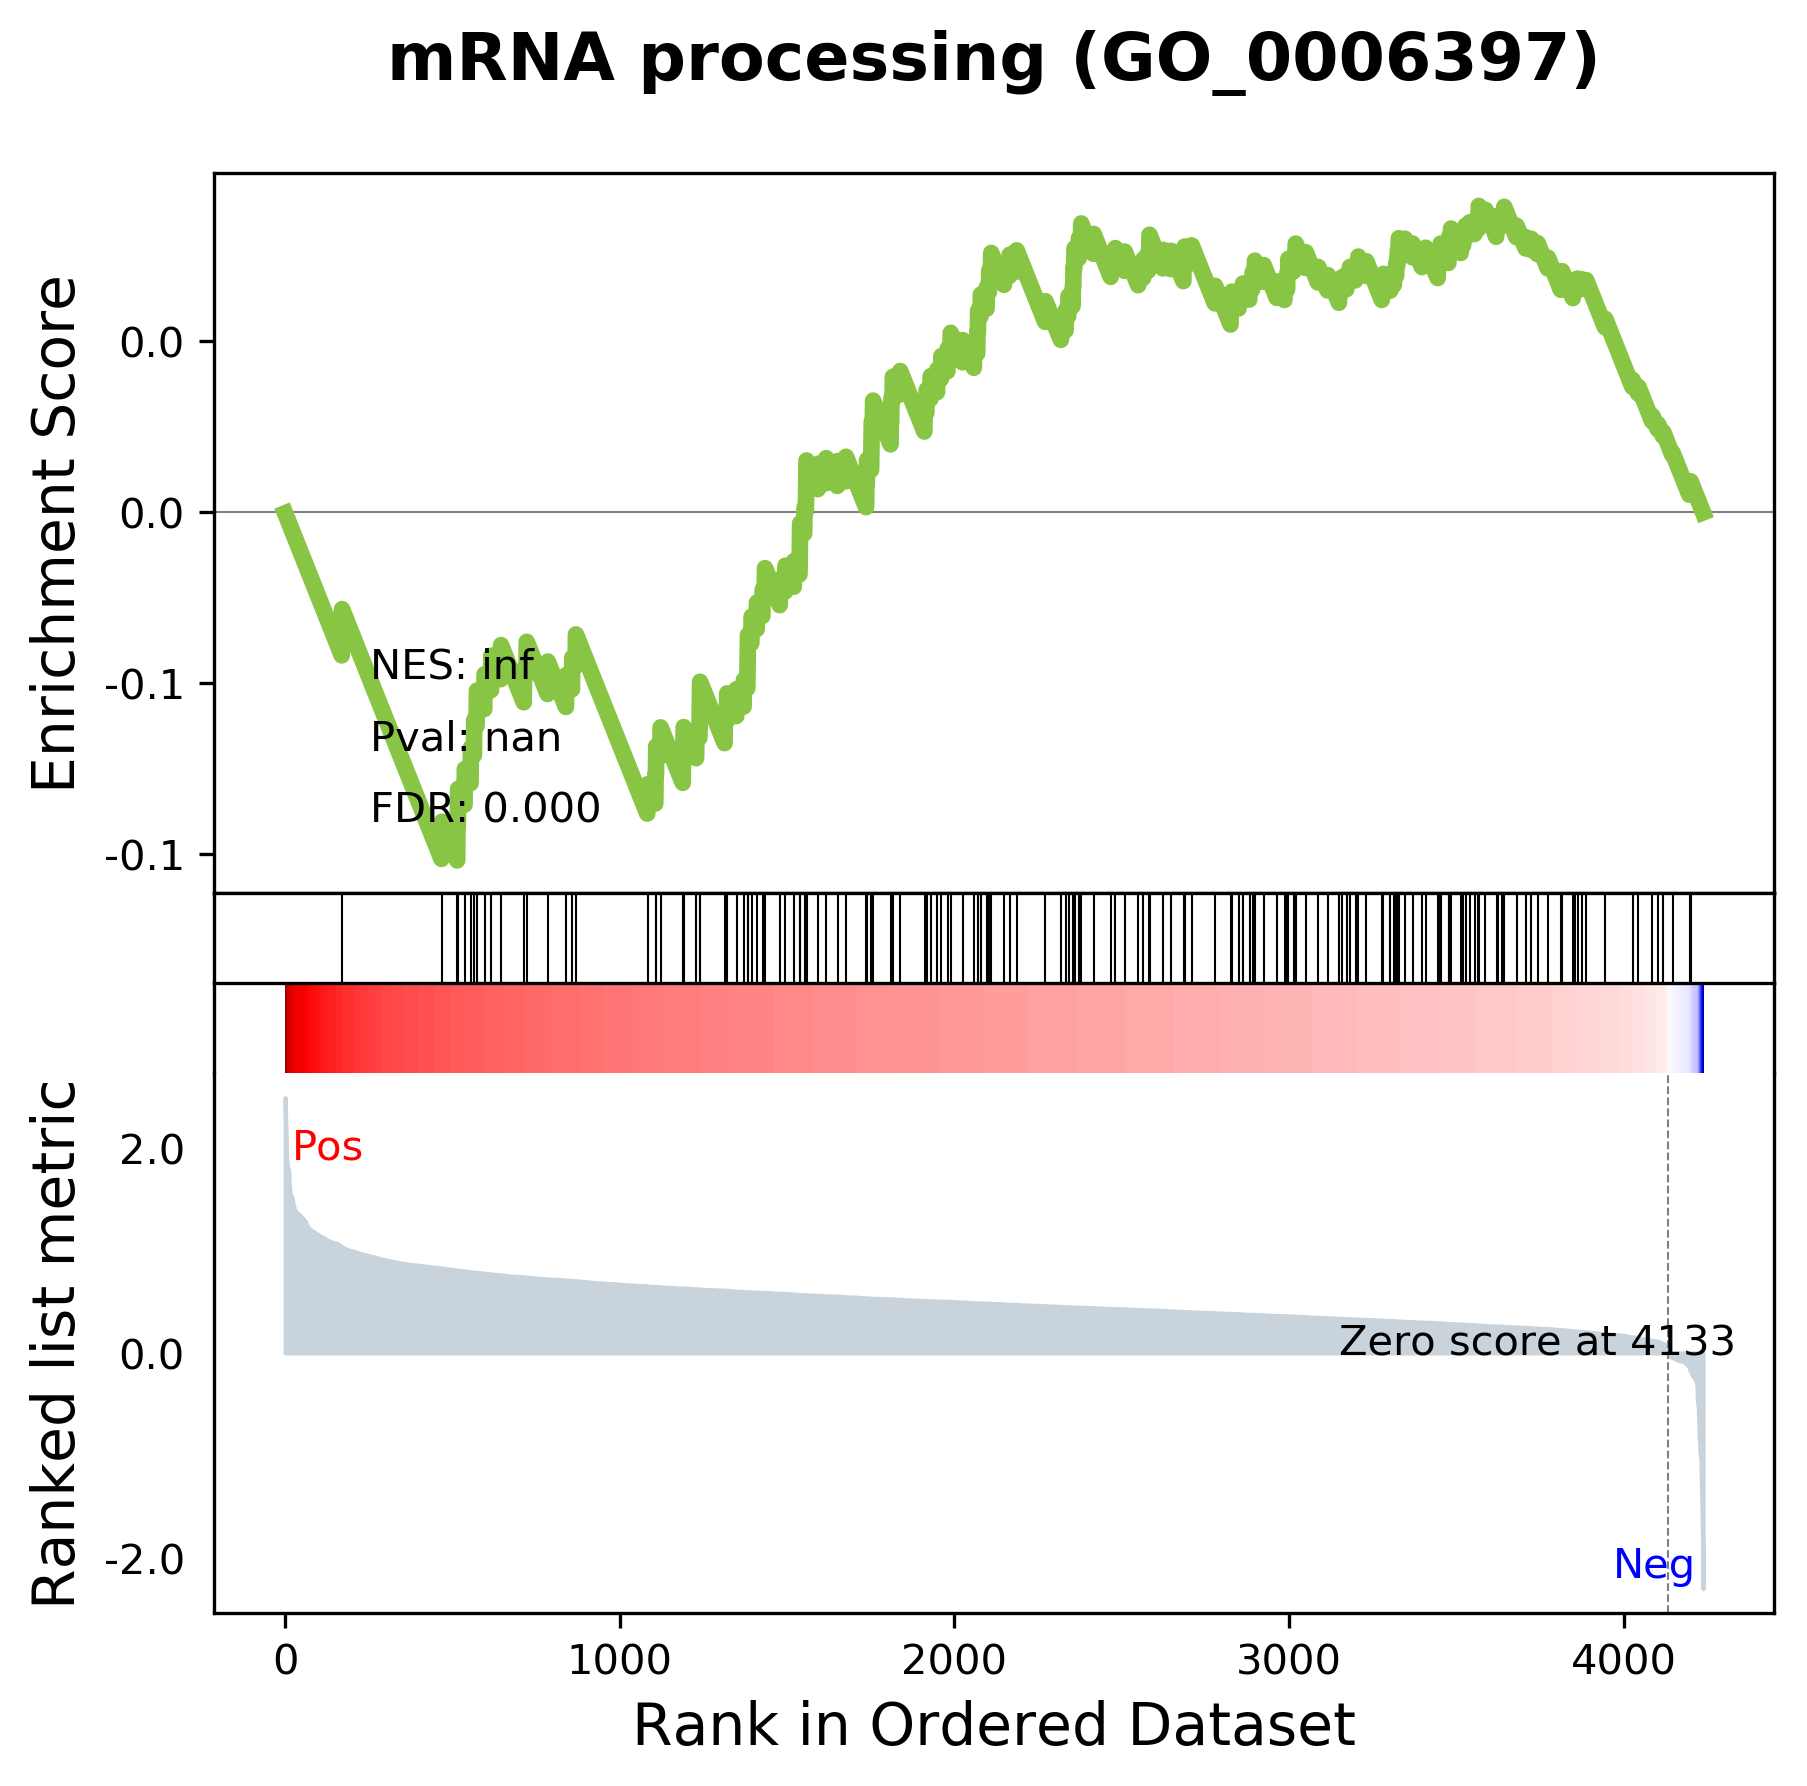 mRNA processing (GO_0006397)
Enrichment Score
0.0
0.0
-0.1
-0.1
NES: inf
Pval: nan
FDR: 0.000
Ranked list metric
2.0
0.0
-2.0
Pos
Zero score at 4133
Neg
0 1000 2000 3000 4000
Rank in Ordered Dataset